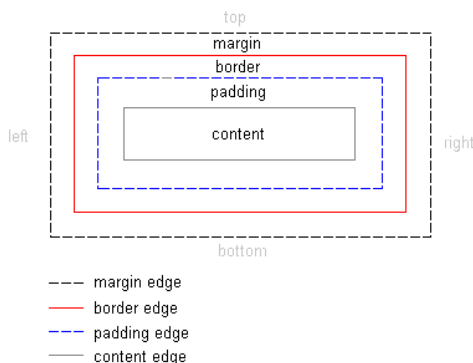 top
margin
border
padding
left
content
right
bottom
margin edge
border edge
padding edge
content edge